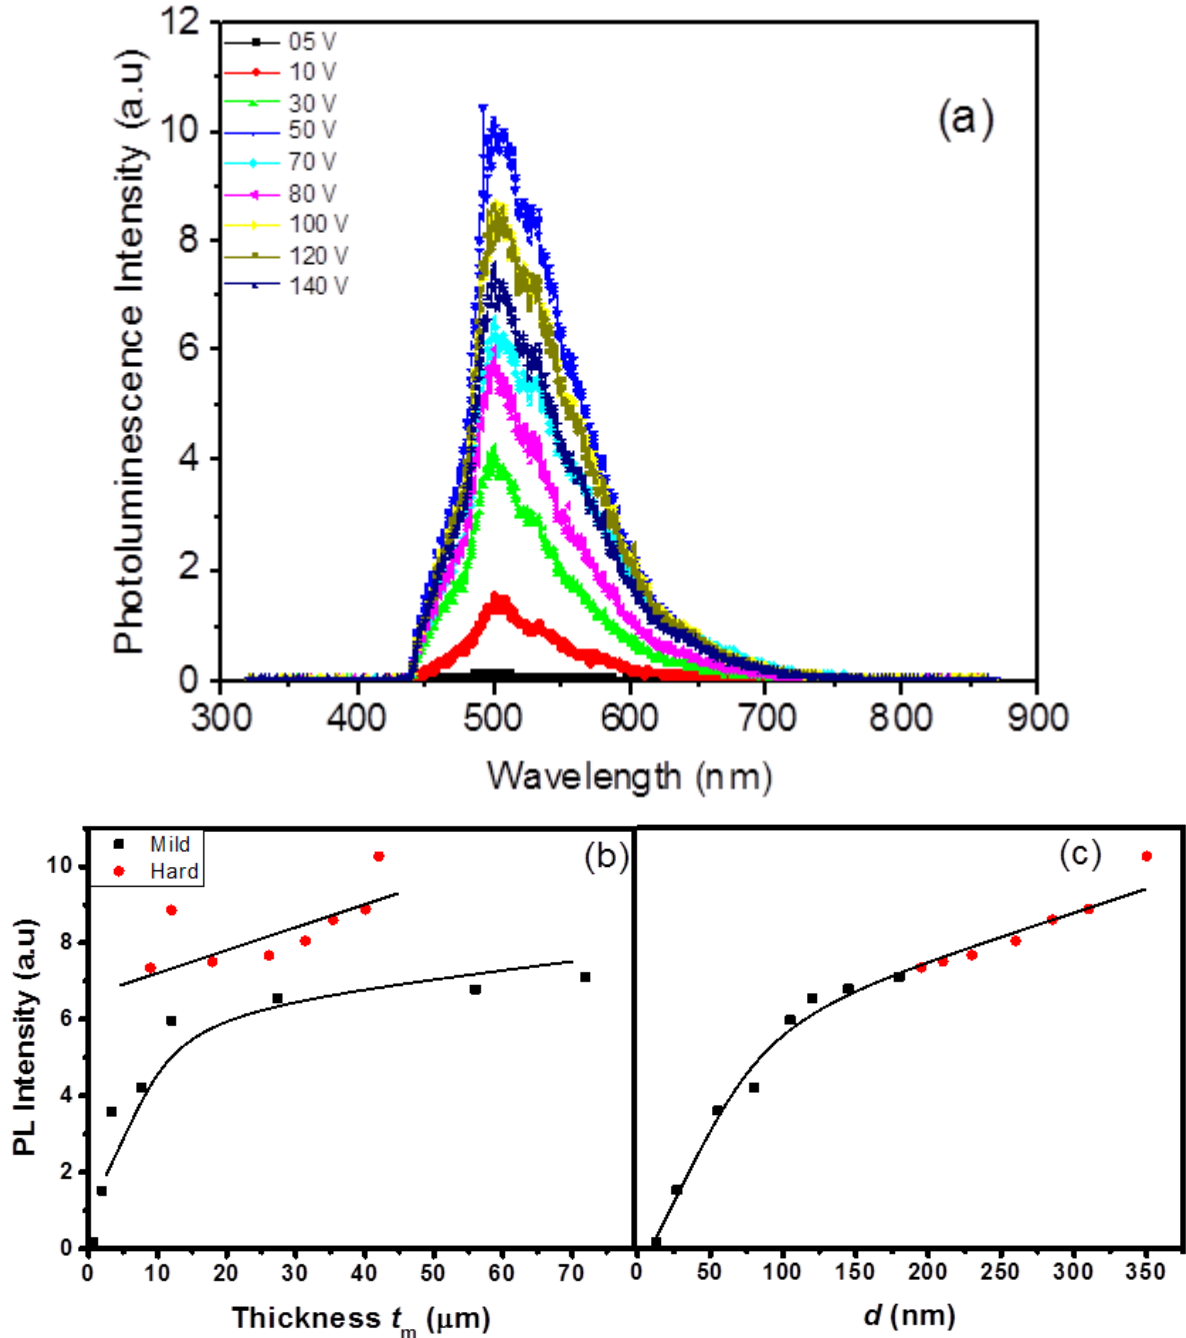 12
10
8
6
4
2
0
Photoluminescence Intensity (a.u)
05 V
10 V
30 V
50 V
70 V
80 V
100 V
120 V
140 V
(a)
300 400 500 600 700 800 900
Wavelength (nm)
Mild
Hard
(b)
(c)
10
8
6
4
2
0
PL Intensity (a.u)
0 10 20 30 40 50 60 70
0 50 100 150 200 250 300 350
Thickness tm (μm)
d (nm)